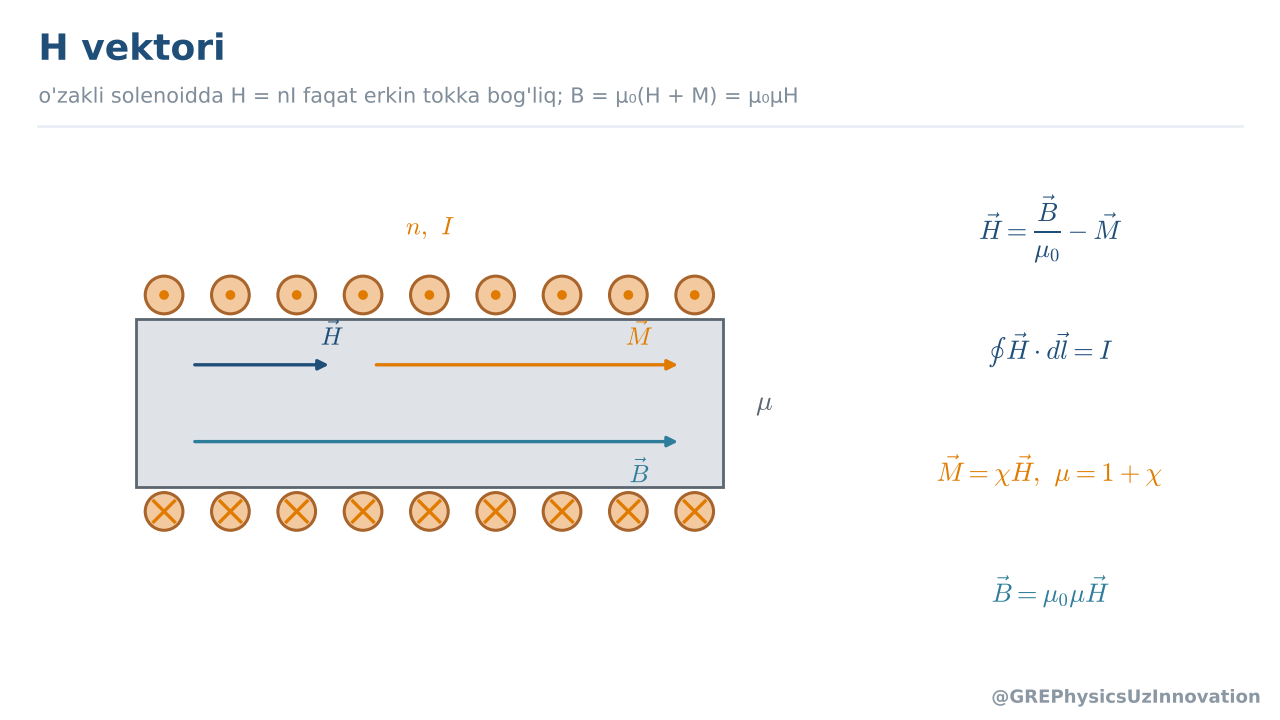 H vektori
o'zakli solenoidda H = nI faqat erkin tokka bog'liq; B = μ₀(H + M) = μ₀μH
n, I
H⃗
M⃗
μ
B⃗
H⃗ = B⃗/μ₀ − M⃗
∮H⃗ · dl⃗ = I
M⃗ = χH⃗, μ = 1 + χ
B⃗ = μ₀μH⃗
@GREPhysicsUzInnovation